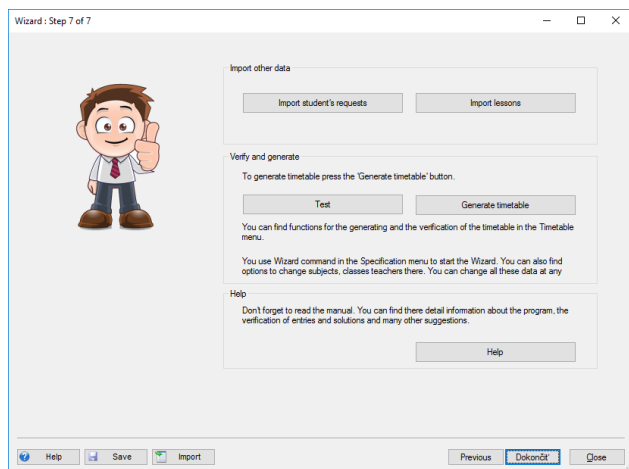 Wizard : Step 7 of 7
Import other data
Import student's requests
Import lessons
Verify and generate
To generate timetable press the 'Generate timetable' button.
Test
Generate timetable
You can find functions for the generating and the verification of the timetable in the Timetable
menu.
You use Wizard command in the Specification menu to start the Wizard. You can also find
options to change subjects, classes teachers there. You can change all these data at any
Help
Don't forget to read the manual. You can find there detail information about the program, the
verification of entries and solutions and many other suggestions.
Help
Help
Save
Import
Previous
Dokončiť
Close